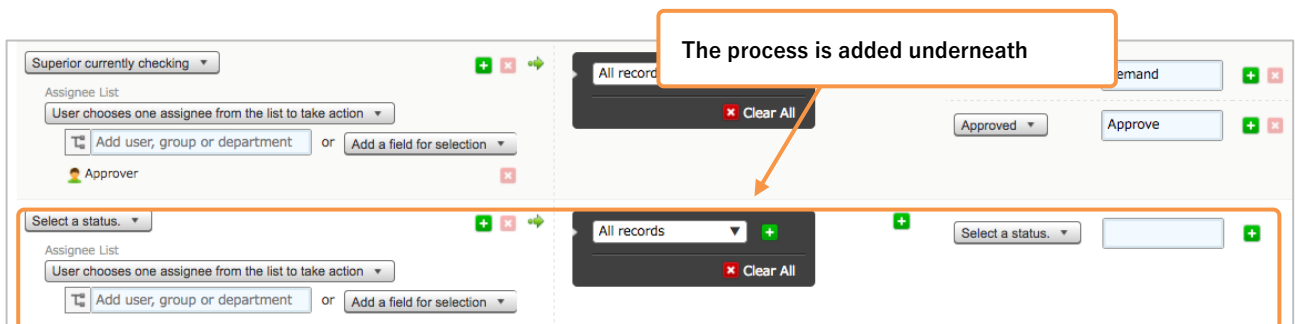 The process is added underneath
Superior currently checking
Assignee List
User chooses one assignee from the list to take action
Add user, group or department or Add a field for selection
Approver
All record
Clear All
emand
Approved Approve
Select a status.
Assignee List
User chooses one assignee from the list to take action
Add user, group or department or Add a field for selection
All records
Clear All
Select a status.